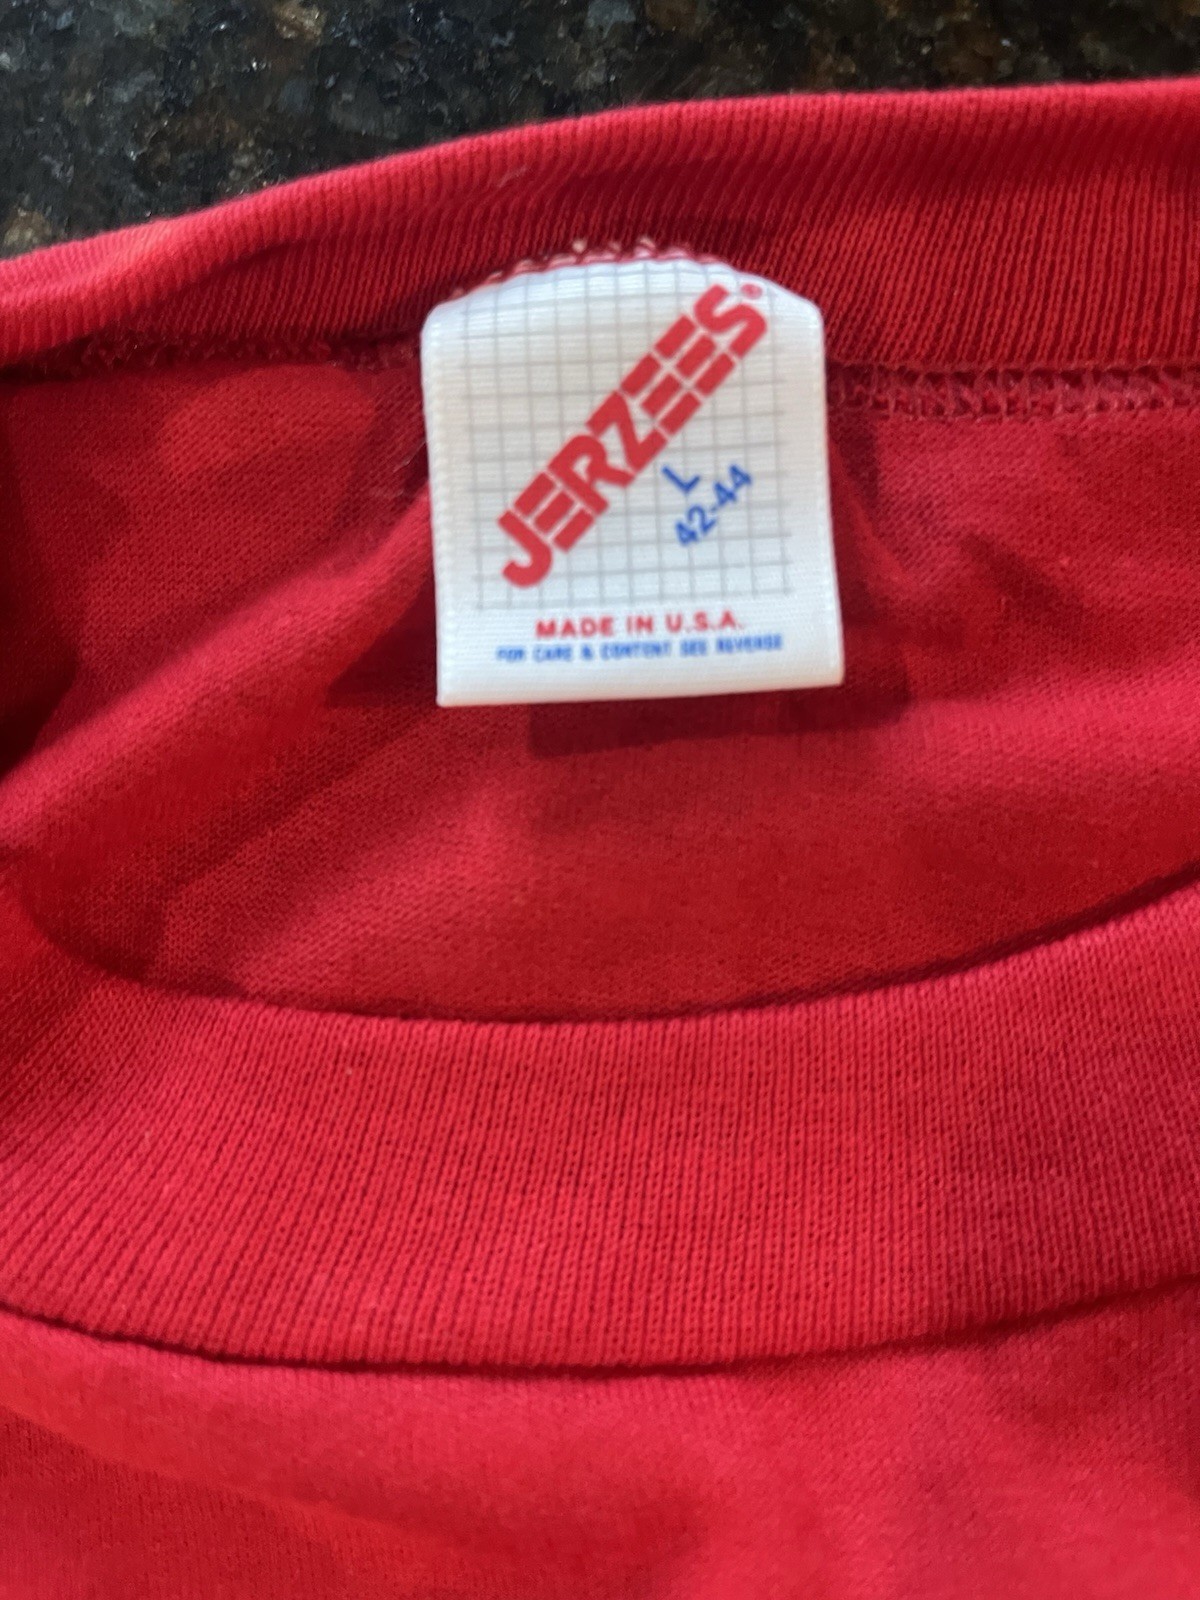 JERZEES®
L
42-44
MADE IN U.S.A.
FOR CARE & CONTENT SEE REVERSE